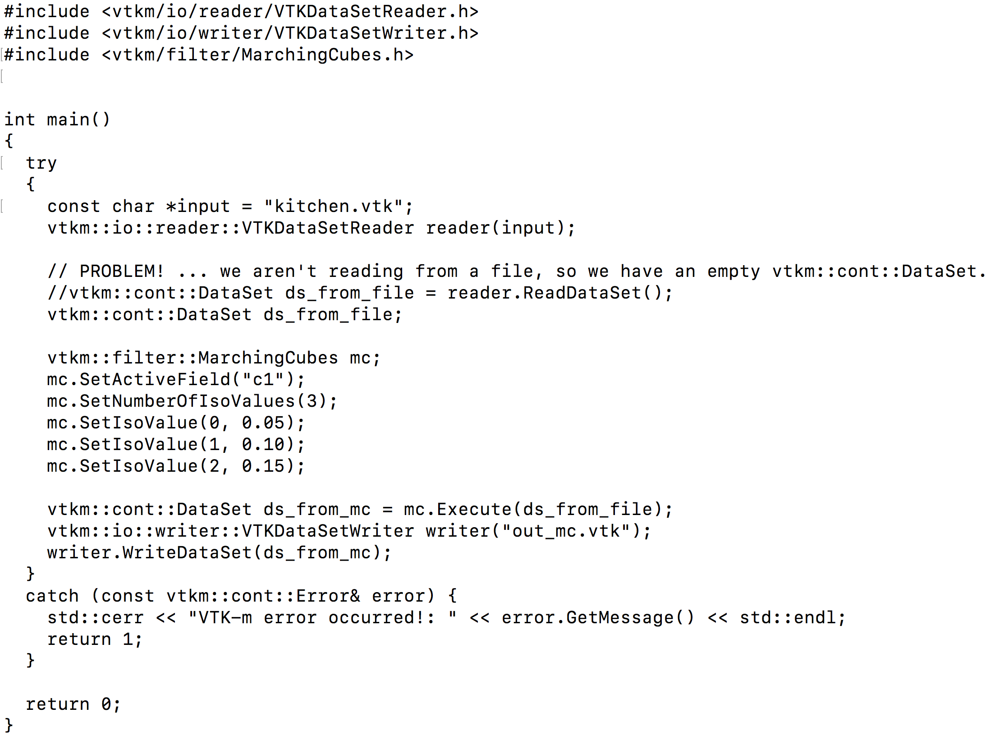 #include <vtkm/io/reader/VTKDataSetReader.h>
#include <vtkm/io/writer/VTKDataSetWriter.h>
#include <vtkm/filter/MarchingCubes.h>
int main()
{
  try
  {
    const char *input = "kitchen.vtk";
    vtkm::io::reader::VTKDataSetReader reader(input);
    // PROBLEM! ... we aren't reading from a file, so we have an empty vtkm::cont::DataSet.
    //vtkm::cont::DataSet ds_from_file = reader.ReadDataSet();
    vtkm::cont::DataSet ds_from_file;
    vtkm::filter::MarchingCubes mc;
    mc.SetActiveField("c1");
    mc.SetNumberOfIsoValues(3);
    mc.SetIsoValue(0, 0.05);
    mc.SetIsoValue(1, 0.10);
    mc.SetIsoValue(2, 0.15);
    vtkm::cont::DataSet ds_from_mc = mc.Execute(ds_from_file);
    vtkm::io::writer::VTKDataSetWriter writer("out_mc.vtk");
    writer.WriteDataSet(ds_from_mc);
  }
  catch (const vtkm::cont::Error& error) {
    std::cerr << "VTK-m error occurred!: " << error.GetMessage() << std::endl;
    return 1;
  }
  return 0;
}